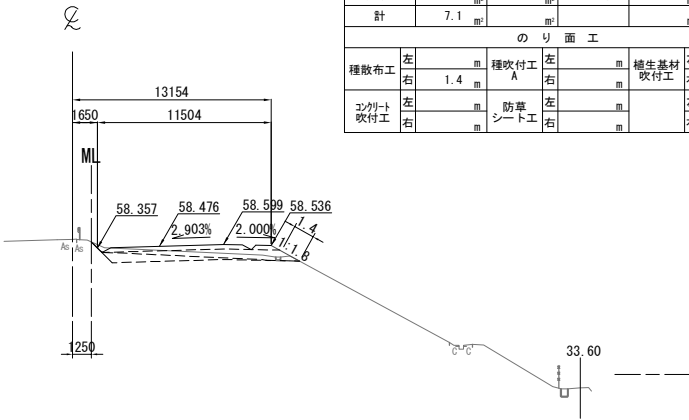 m² m² m
計 7.1 m² m²
の り 面 工
種散布工 左 m 種吹付工 A 左 m 植生基材 吹付工
右 1.4 m 右 m
コンクリート 吹付工 左 m 防草 シート工 左 m
右 m 右 m
13154
1650 11504
ML
58.357 58.476 58.599 58.536
2.903% 2.000% 1.4
1:1.8
As As
1250
C C
33.60